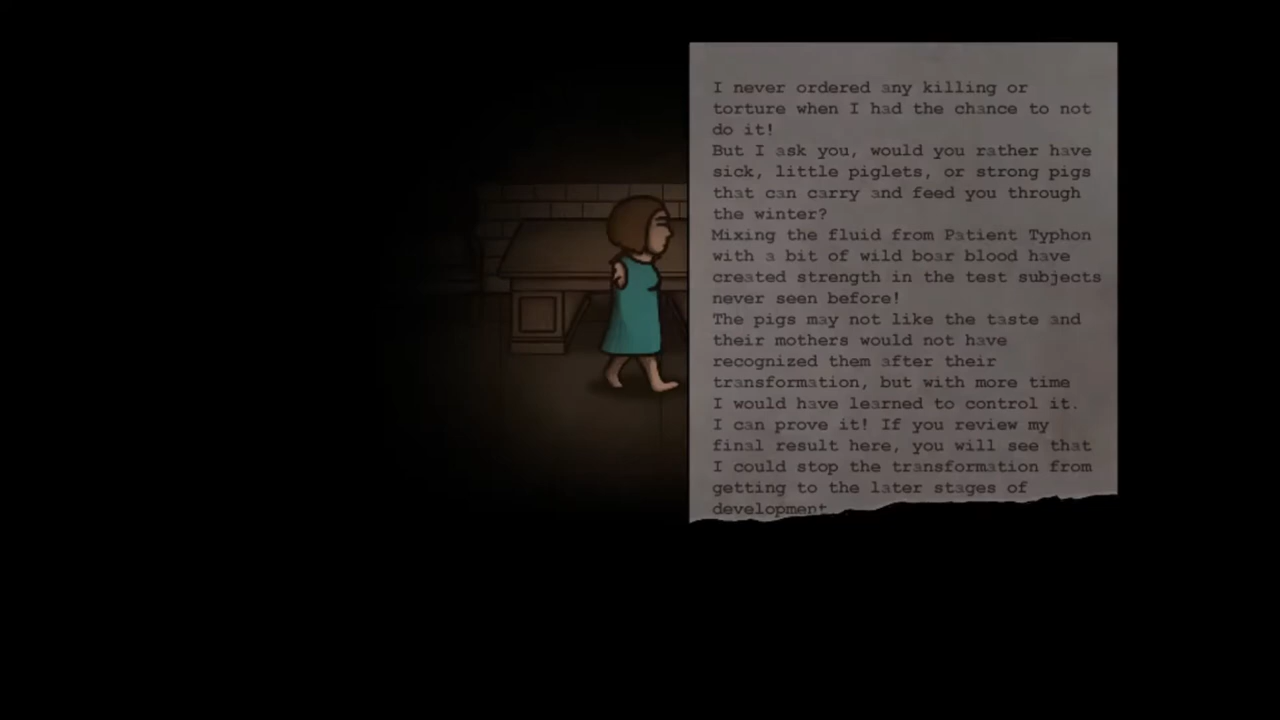 I never ordered any killing or
torture when I had the chance to not
do it!
But I ask you, would you rather have
sick, little piglets, or strong pigs
that can carry and feed you through
the winter?
Mixing the fluid from Patient Typhon
with a bit of wild boar blood have
created strength in the test subjects
never seen before!
The pigs may not like the taste and
their mothers would not have
recognized them after their
transformation, but with more time
I would have learned to control it.
I can prove it! If you review my
final result here, you will see that
I could stop the transformation from
getting to the later stages of
development